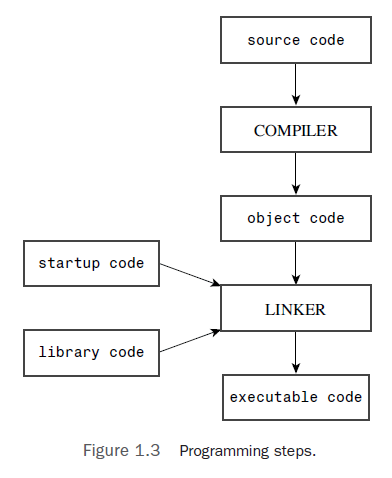 source code
COMPILER
object code
startup code
LINKER
library code
executable code
Figure 1.3 Programming steps.